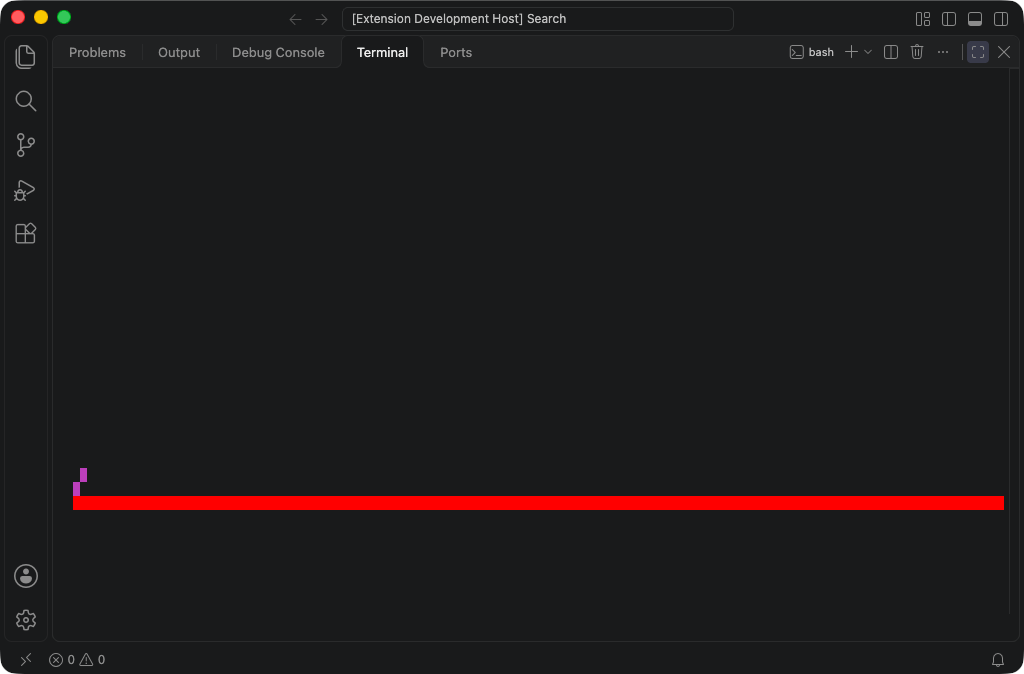 [Extension Development Host] Search
Problems Output Debug Console Terminal Ports bash
0 0